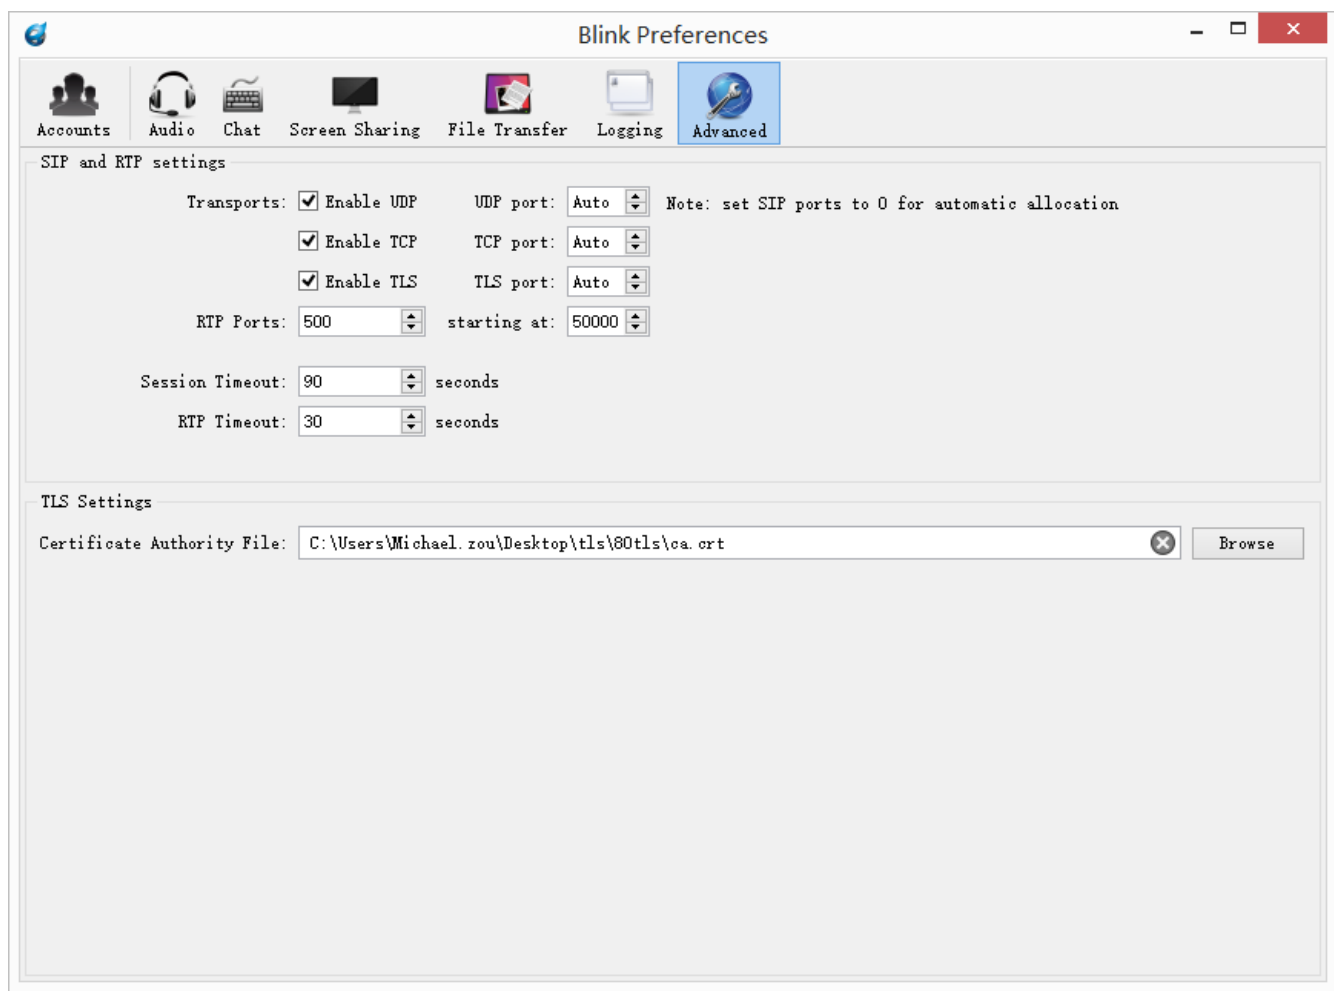 Blink Preferences
Accounts Audio Chat Screen Sharing File Transfer Logging Advanced
SIP and RTP settings
Transports: Enable UDP UDP port: Auto Note: set SIP ports to 0 for automatic allocation
Enable TCP TCP port: Auto
Enable TLS TLS port: Auto
RTP Ports: 500 starting at: 50000
Session Timeout: 90 seconds
RTP Timeout: 30 seconds
TLS Settings
Certificate Authority File: C:\Users\Michael.zou\Desktop\tls\80tls\ca.crt Browse